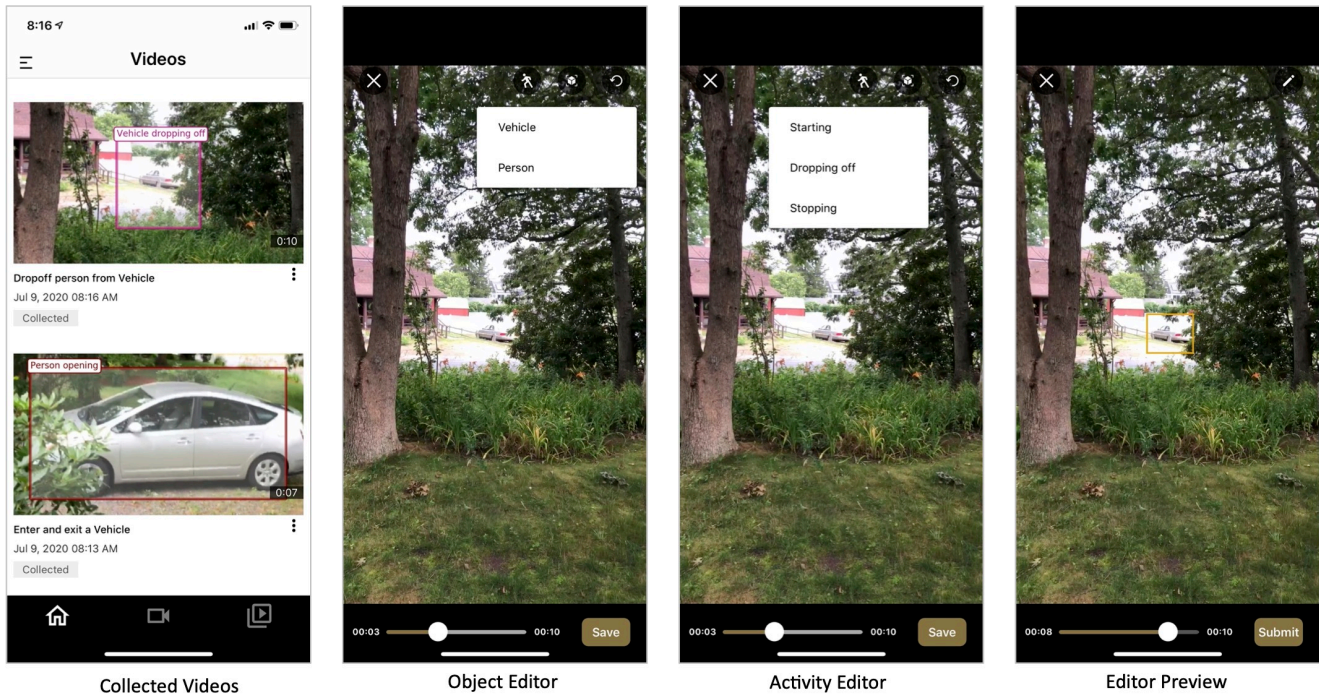 8:16
Videos
Vehicle dropping off
0:10
Dropoff person from Vehicle
Jul 9, 2020 08:16 AM
Collected
Person opening
0:07
Enter and exit a Vehicle
Jul 9, 2020 08:13 AM
Collected
Collected Videos
Vehicle
Person
00:03
00:10
Save
Object Editor
Starting
Dropping off
Stopping
00:03
00:10
Save
Activity Editor
00:08
00:10
Submit
Editor Preview